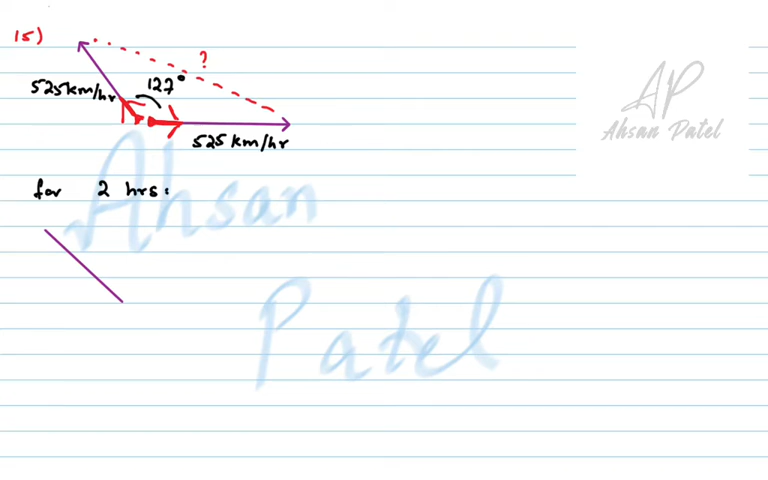 15)
?
127°
525km/hr
525 km/hr
for 2 hrs:
AP
Ahsan Patel
Ahsan
Patel